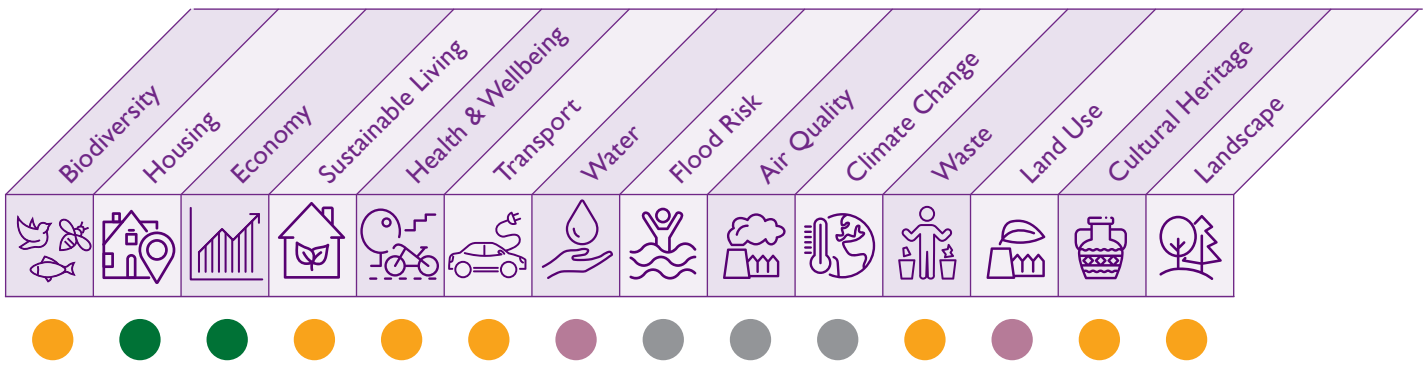 Biodiversity
Housing
Economy
Sustainable Living
Health & Wellbeing
Transport
Water
Flood Risk
Air Quality
Climate Change
Waste
Land Use
Cultural Heritage
Landscape